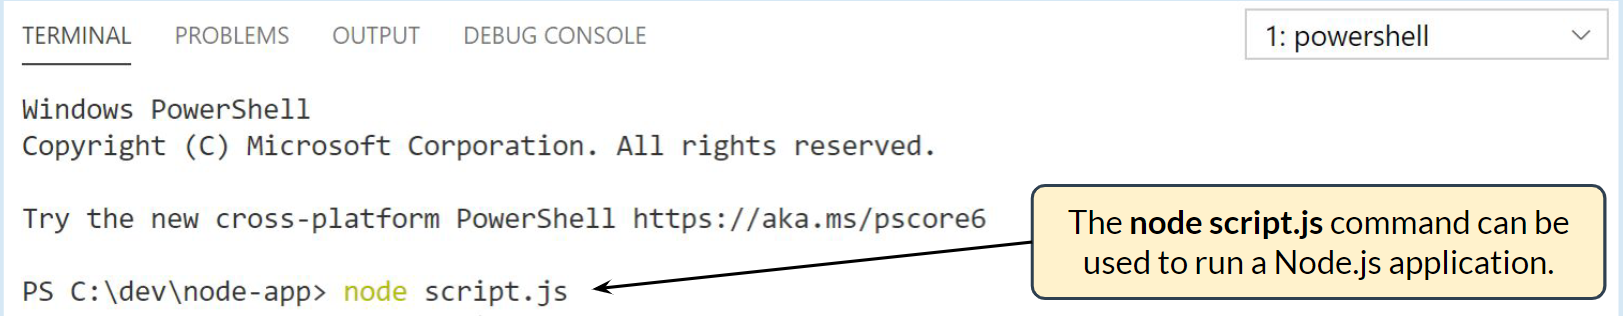 TERMINAL PROBLEMS OUTPUT DEBUG CONSOLE 1: powershell
Windows PowerShell
Copyright (C) Microsoft Corporation. All rights reserved.
Try the new cross-platform PowerShell https://aka.ms/pscore6
PS C:\dev\node-app> node script.js
The node script.js command can be
used to run a Node.js application.